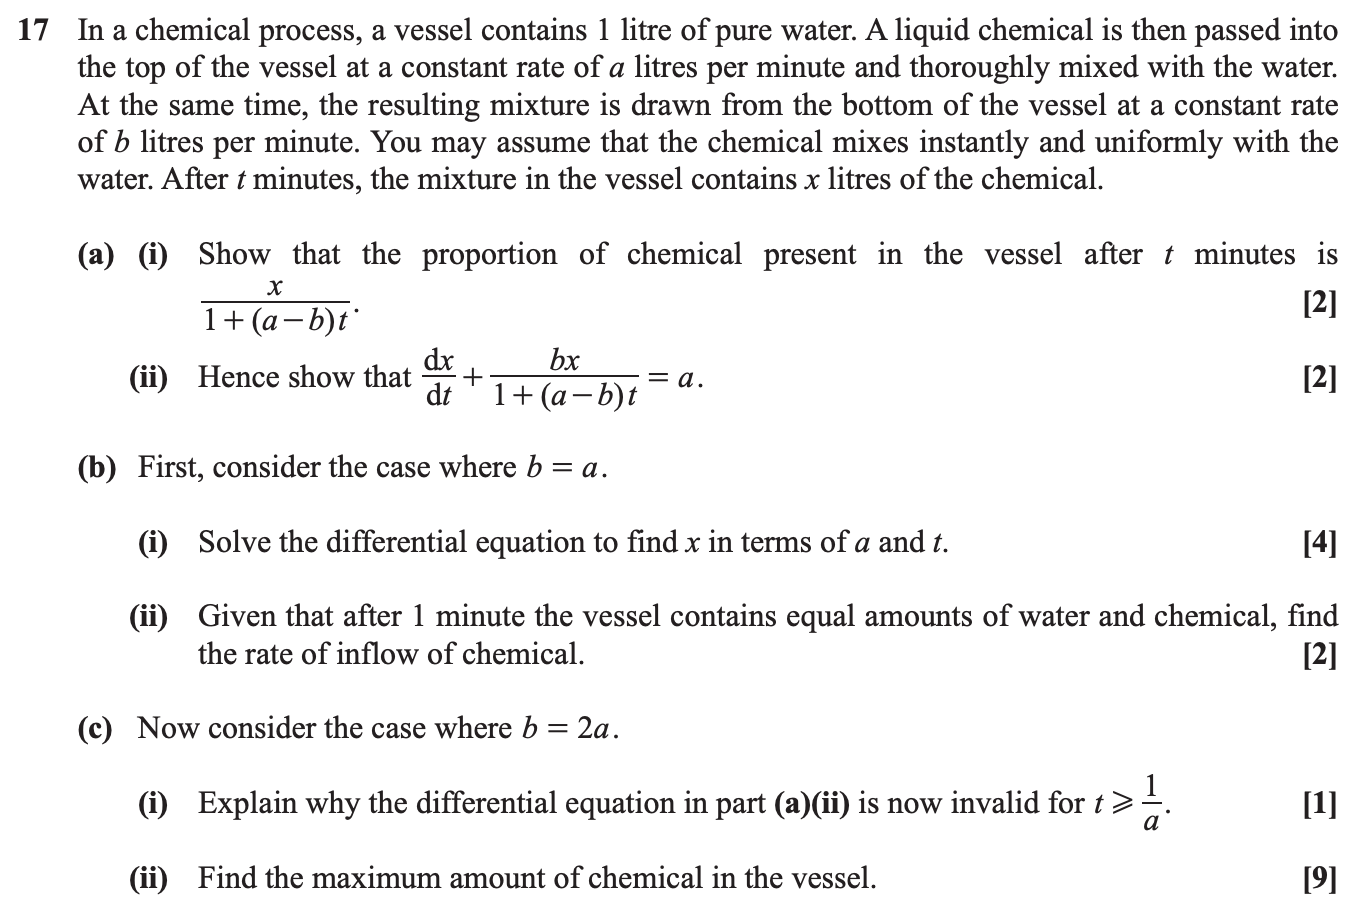 17 In a chemical process, a vessel contains 1 litre of pure water. A liquid chemical is then passed into
the top of the vessel at a constant rate of a litres per minute and thoroughly mixed with the water.
At the same time, the resulting mixture is drawn from the bottom of the vessel at a constant rate
of b litres per minute. You may assume that the chemical mixes instantly and uniformly with the
water. After t minutes, the mixture in the vessel contains x litres of the chemical.
(a) (i) Show that the proportion of chemical present in the vessel after t minutes is
x/(1+(a−b)t). [2]
(ii) Hence show that dx/dt + bx/(1+(a−b)t) = a. [2]
(b) First, consider the case where b = a.
(i) Solve the differential equation to find x in terms of a and t. [4]
(ii) Given that after 1 minute the vessel contains equal amounts of water and chemical, find
the rate of inflow of chemical. [2]
(c) Now consider the case where b = 2a.
(i) Explain why the differential equation in part (a)(ii) is now invalid for t ⩾ 1/a. [1]
(ii) Find the maximum amount of chemical in the vessel. [9]